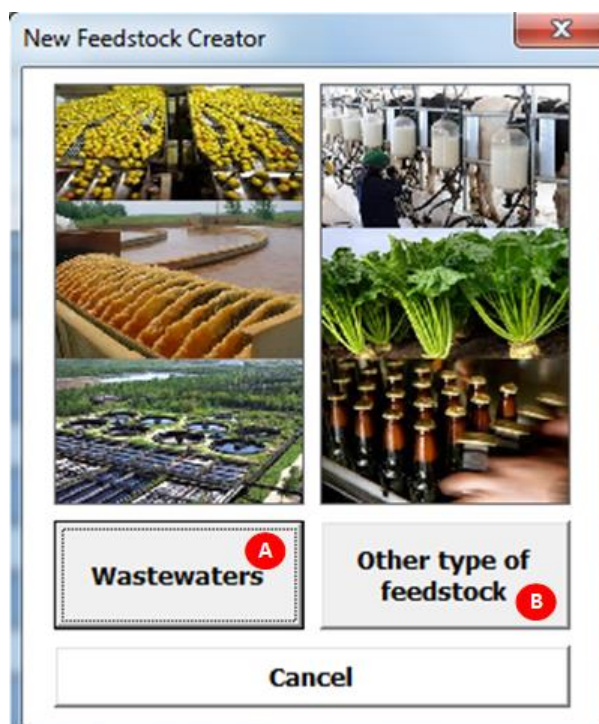 New Feedstock Creator
X
Wastewaters
A
Other type of
feedstock
B
Cancel